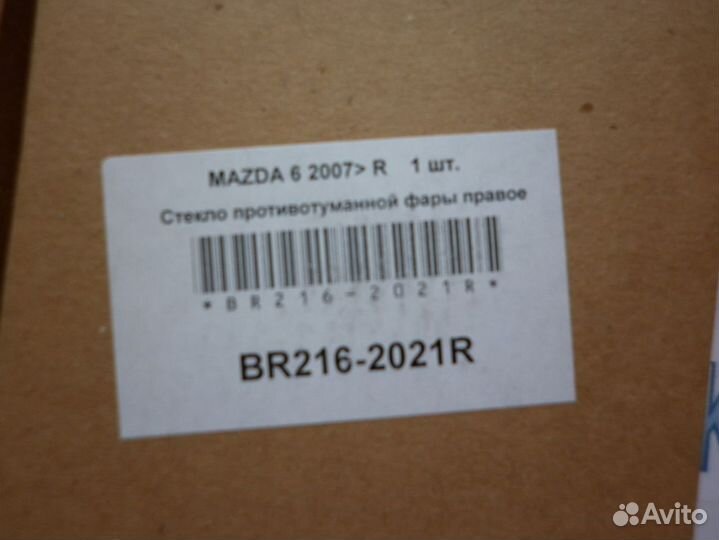 MAZDA 6 2007> R 1 шт.
Стекло противотуманной фары правое
*BR216-2021R*
BR216-2021R
Avito